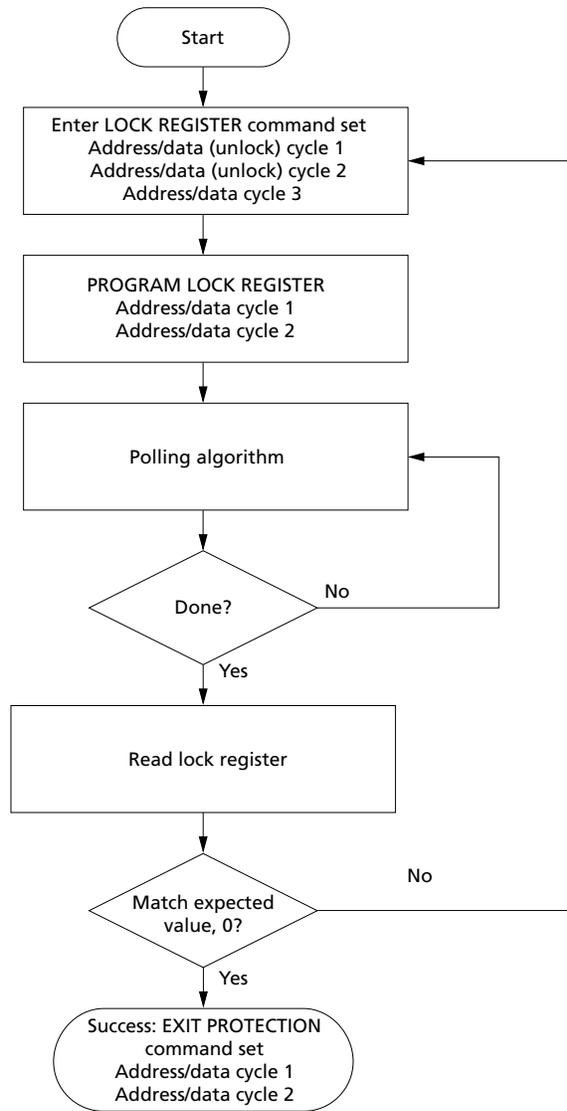 Start
Enter LOCK REGISTER command set
Address/data (unlock) cycle 1
Address/data (unlock) cycle 2
Address/data cycle 3
PROGRAM LOCK REGISTER
Address/data cycle 1
Address/data cycle 2
Polling algorithm
Done?
No
Yes
Read lock register
Match expected
value, 0?
No
Yes
Success: EXIT PROTECTION
command set
Address/data cycle 1
Address/data cycle 2